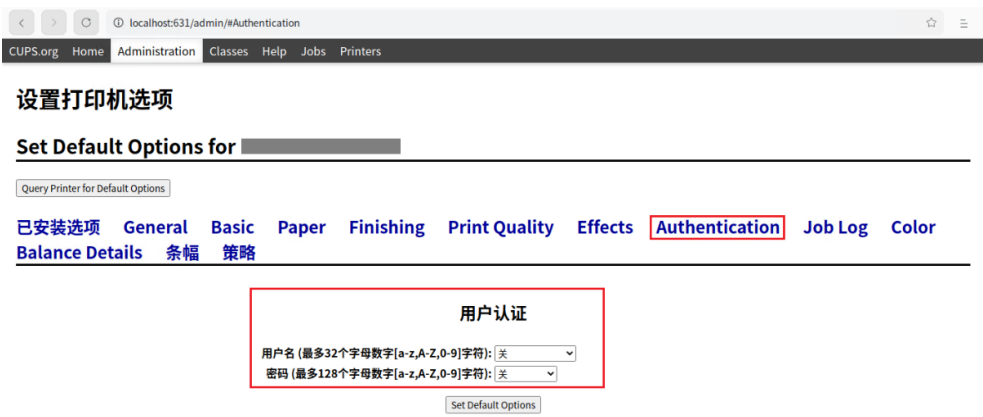 localhost:631/admin/#Authentication
CUPS.org Home Administration Classes Help Jobs Printers
设置打印机选项
Set Default Options for
Query Printer for Default Options
已安装选项 General Basic Paper Finishing Print Quality Effects Authentication Job Log Color
Balance Details 条幅 策略
用户认证
用户名 (最多32个字母数字[a-z,A-Z,0-9]字符): 关
密码 (最多128个字母数字[a-z,A-Z,0-9]字符): 关
Set Default Options